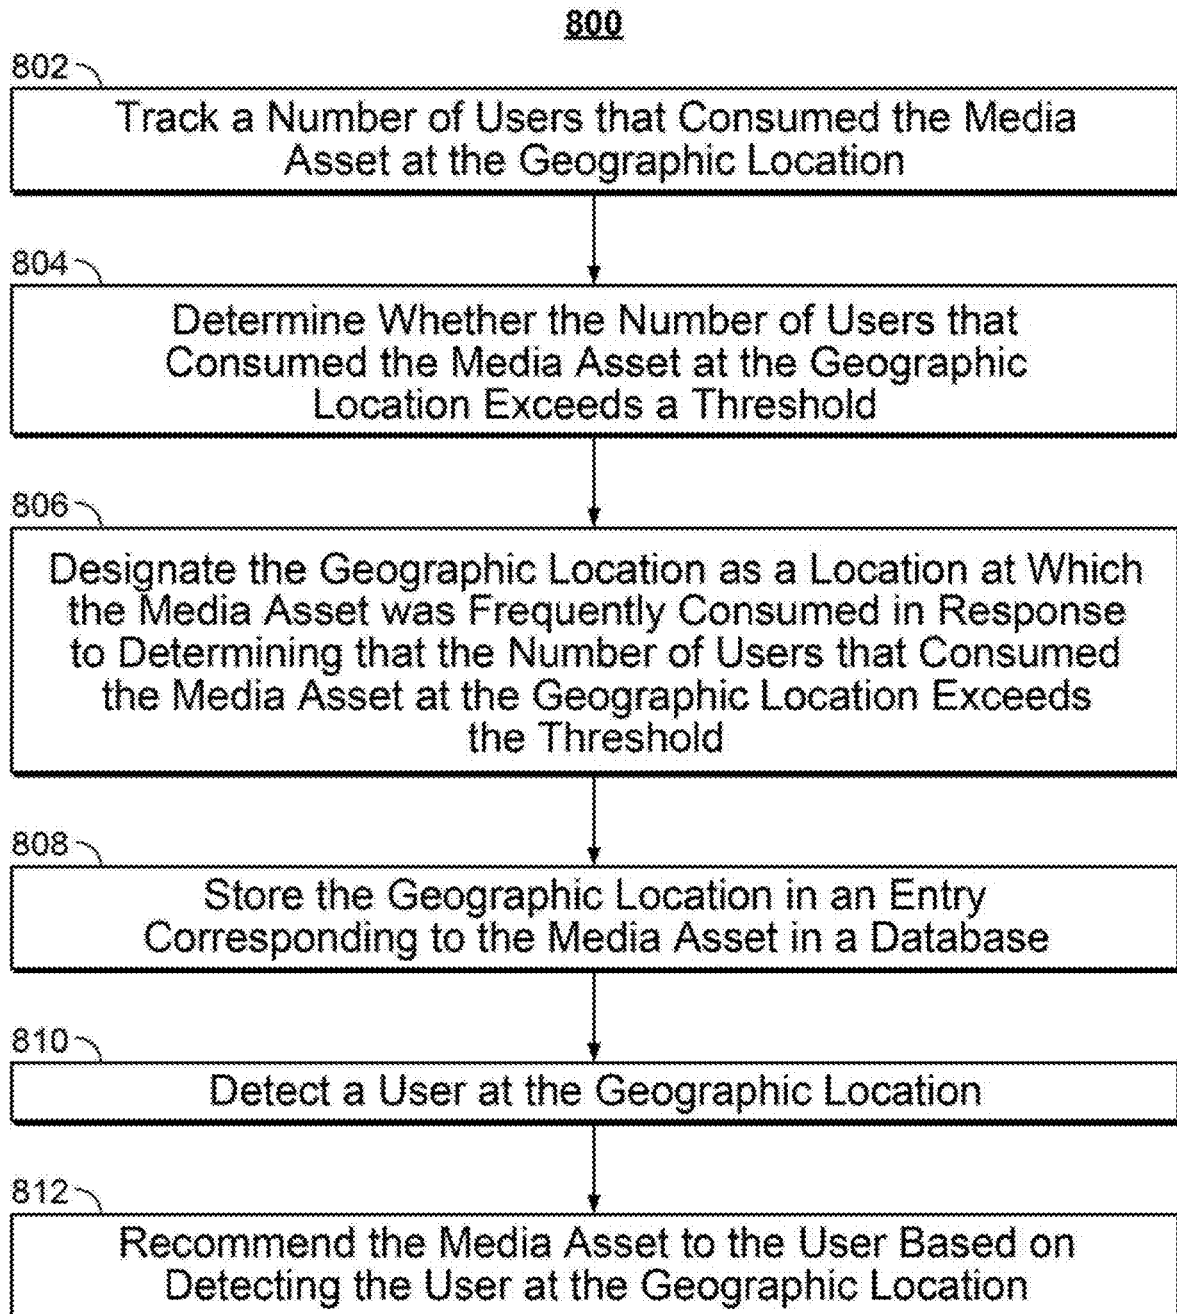 800
802
Track a Number of Users that Consumed the Media
Asset at the Geographic Location
804
Determine Whether the Number of Users that
Consumed the Media Asset at the Geographic
Location Exceeds a Threshold
806
Designate the Geographic Location as a Location at Which
the Media Asset was Frequently Consumed in Response
to Determining that the Number of Users that Consumed
the Media Asset at the Geographic Location Exceeds
the Threshold
808
Store the Geographic Location in an Entry
Corresponding to the Media Asset in a Database
810
Detect a User at the Geographic Location
812
Recommend the Media Asset to the User Based on
Detecting the User at the Geographic Location